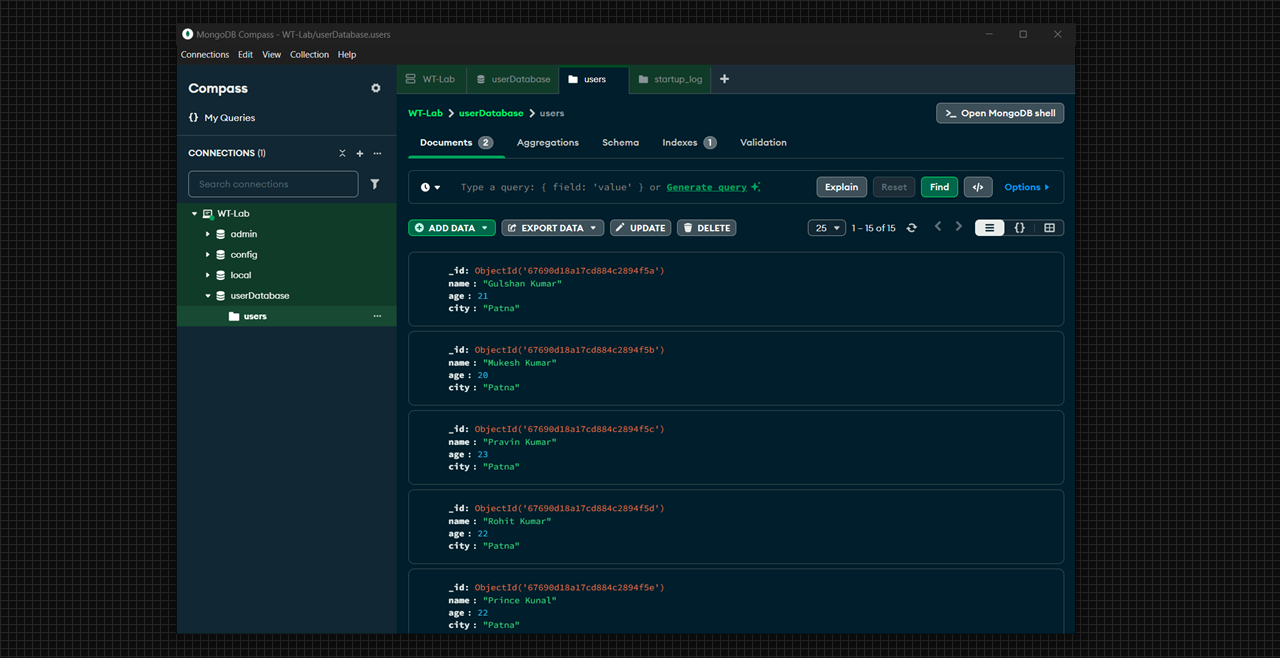 MongoDB Compass - WT-Lab/userDatabase.users
Connections Edit View Collection Help
Compass
{} My Queries
CONNECTIONS (1)
Search connections
WT-Lab
admin
config
local
userDatabase
users
WT-Lab userDatabase users startup_log
WT-Lab > userDatabase > users
>_ Open MongoDB shell
Documents 2 Aggregations Schema Indexes 1 Validation
Type a query: { field: 'value' } or Generate query
Explain Reset Find </> Options
ADD DATA EXPORT DATA UPDATE DELETE
25 1 – 15 of 15 {}
_id: ObjectId('67690d18a17cd884c2894f5a')
name : "Gulshan Kumar"
age : 21
city : "Patna"
_id: ObjectId('67690d18a17cd884c2894f5b')
name : "Mukesh Kumar"
age : 20
city : "Patna"
_id: ObjectId('67690d18a17cd884c2894f5c')
name : "Pravin Kumar"
age : 23
city : "Patna"
_id: ObjectId('67690d18a17cd884c2894f5d')
name : "Rohit Kumar"
age : 22
city : "Patna"
_id: ObjectId('67690d18a17cd884c2894f5e')
name : "Prince Kunal"
age : 22
city : "Patna"